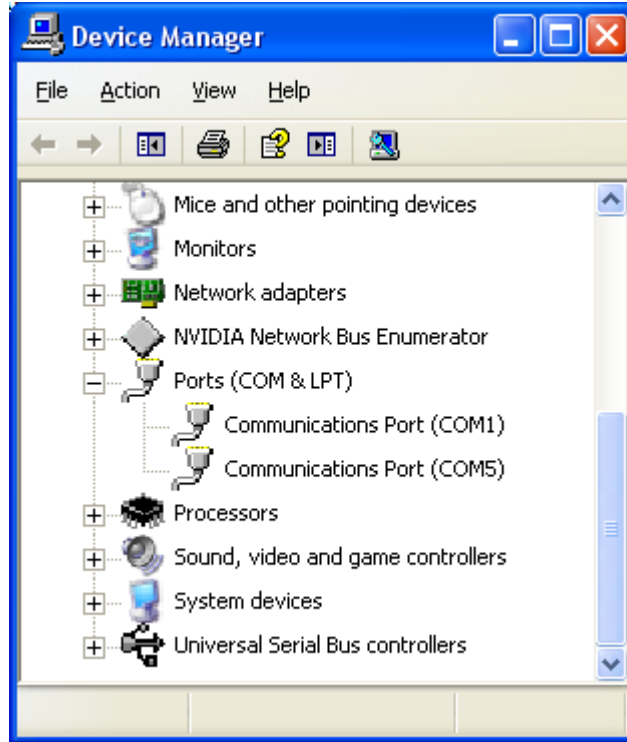 Device Manager
File Action View Help
Mice and other pointing devices
Monitors
Network adapters
NVIDIA Network Bus Enumerator
Ports (COM & LPT)
Communications Port (COM1)
Communications Port (COM5)
Processors
Sound, video and game controllers
System devices
Universal Serial Bus controllers